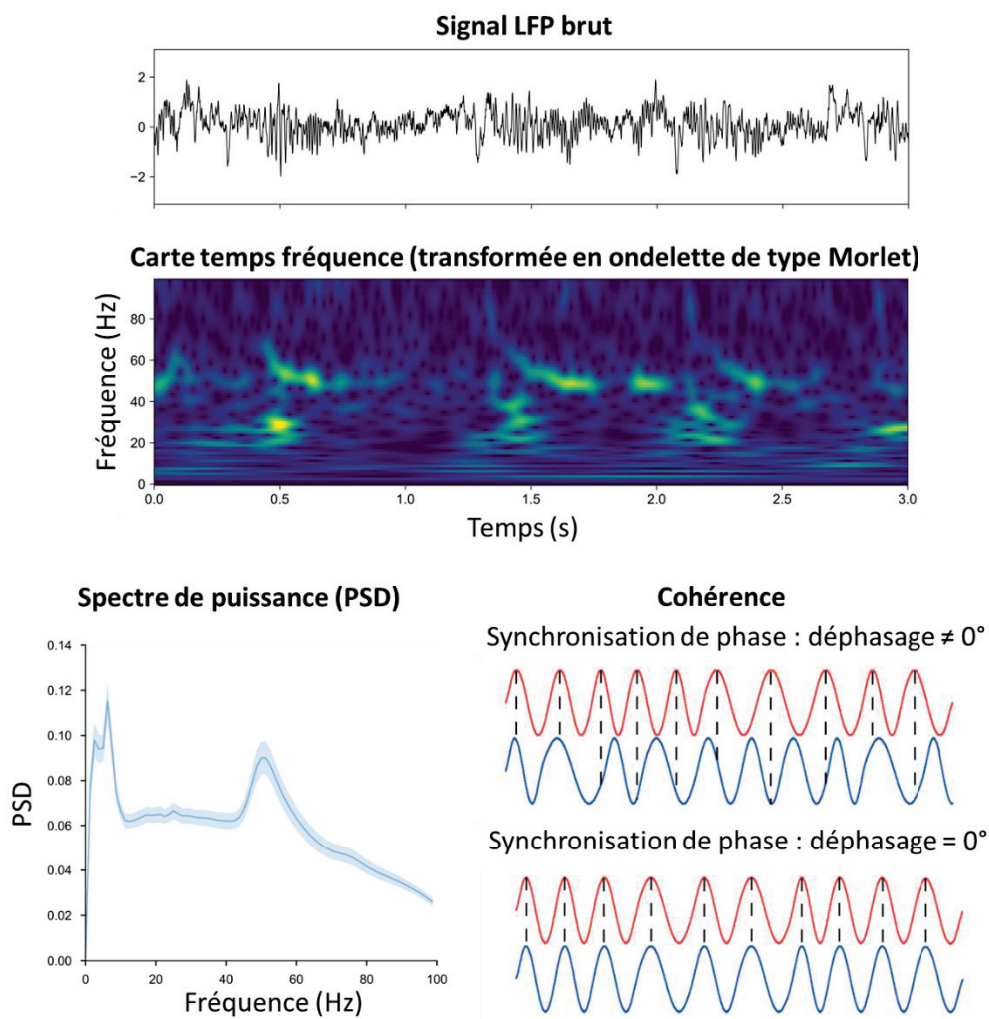 Signal LFP brut
2
0
−2
Carte temps fréquence (transformée en ondelette de type Morlet)
Fréquence (Hz)
80
60
40
20
0
0.0 0.5 1.0 1.5 2.0 2.5 3.0
Temps (s)
Spectre de puissance (PSD)
PSD
0.14
0.12
0.10
0.08
0.06
0.04
0.02
0.00
0 20 40 60 80 100
Fréquence (Hz)
Cohérence
Synchronisation de phase : déphasage ≠ 0°
Synchronisation de phase : déphasage = 0°